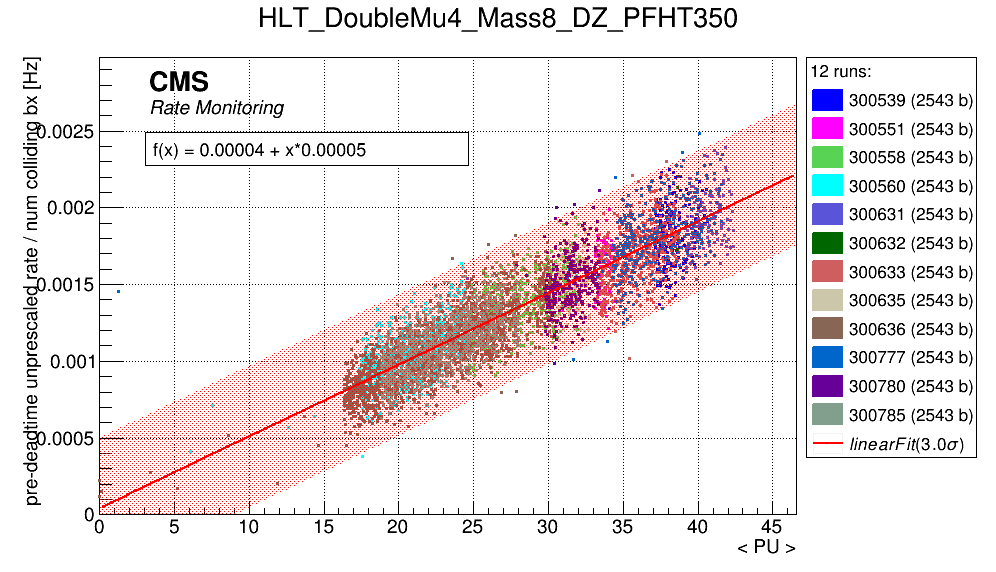 HLT_DoubleMu4_Mass8_DZ_PFHT350
pre-deadtime unprescaled rate / num colliding bx [Hz]
CMS
Rate Monitoring
f(x) = 0.00004 + x*0.00005
0.0025
0.002
0.0015
0.001
0.0005
0
0 5 10 15 20 25 30 35 40 45
< PU >
12 runs:
300539 (2543 b)
300551 (2543 b)
300558 (2543 b)
300560 (2543 b)
300631 (2543 b)
300632 (2543 b)
300633 (2543 b)
300635 (2543 b)
300636 (2543 b)
300777 (2543 b)
300780 (2543 b)
300785 (2543 b)
linearFit(3.0σ)